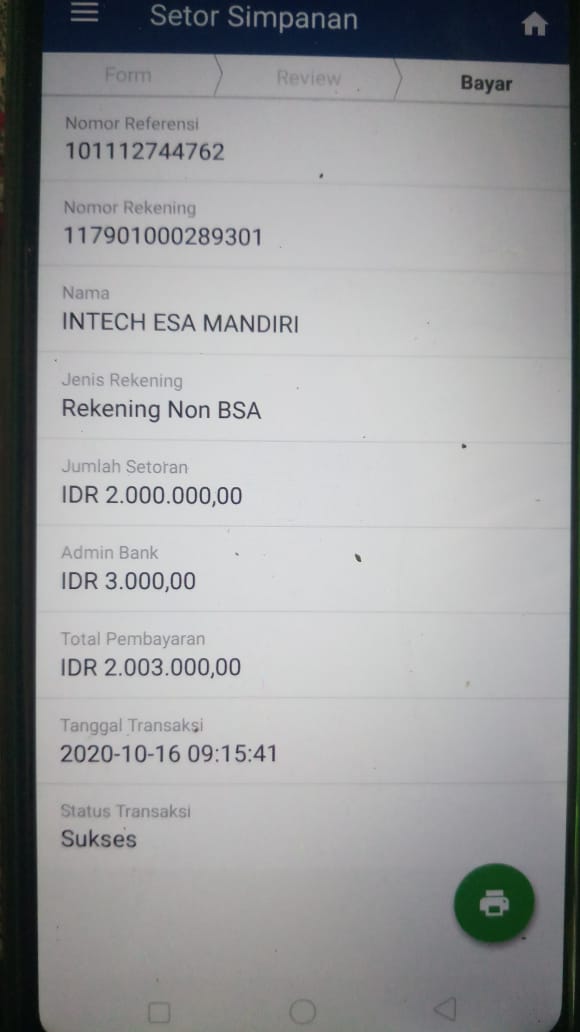 Setor Simpanan
Form
Review
Bayar
Nomor Referensi
101112744762
Nomor Rekening
117901000289301
Nama
INTECH ESA MANDIRI
Jenis Rekening
Rekening Non BSA
Jumlah Setoran
IDR 2.000.000,00
Admin Bank
IDR 3.000,00
Total Pembayaran
IDR 2.003.000,00
Tanggal Transaksi
2020-10-16 09:15:41
Status Transaksi
Sukses